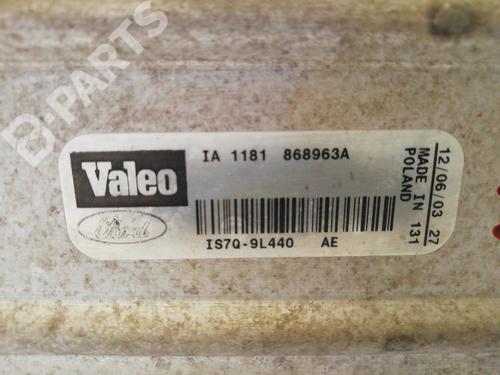 B-PARTS
Valeo
IA 1181 868963A
Ford
IS7Q-9L440 AE
12/06/03 27
MADE IN 131
POLAND